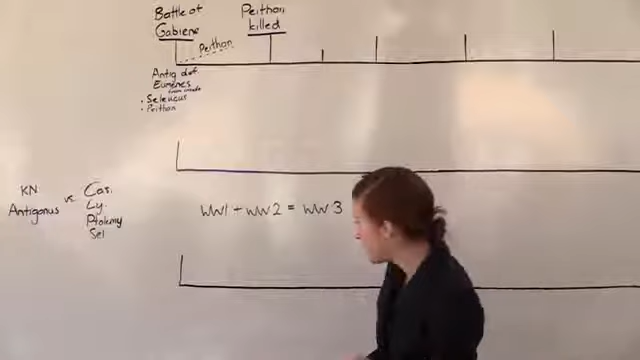 Battle of
Gabiene
Peithon
killed
Peithon
Antig def.
Eumenes
• Seleucus
• Peithon
KN
Antigonus
vs.
Cas.
Ly.
Ptolemy
Sel
WW1 + WW2 = WW3